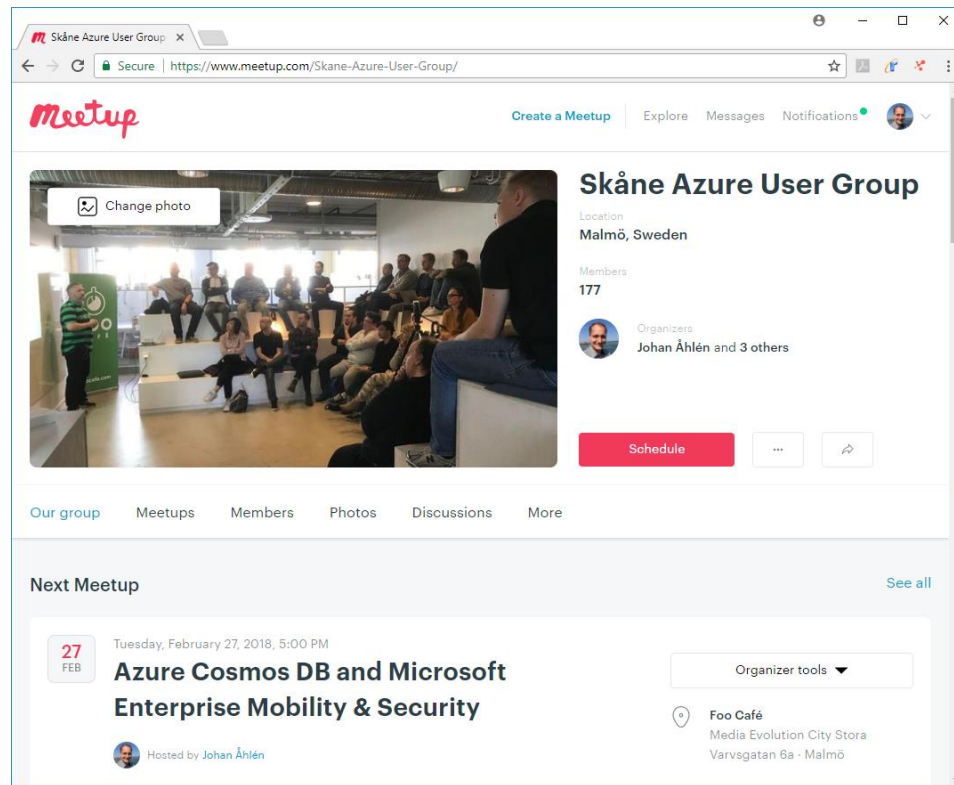 Skåne Azure User Group
Secure | https://www.meetup.com/Skane-Azure-User-Group/
Meetup
Create a Meetup Explore Messages Notifications
Change photo
Skåne Azure User Group
Location
Malmö, Sweden
Members
177
Organizers
Johan Åhlén and 3 others
Schedule
Our group Meetups Members Photos Discussions More
Next Meetup See all
27
FEB
Tuesday, February 27, 2018, 5:00 PM
Azure Cosmos DB and Microsoft
Enterprise Mobility & Security
Hosted by Johan Åhlén
Organizer tools
Foo Café
Media Evolution City Stora
Varvsgatan 6a · Malmö